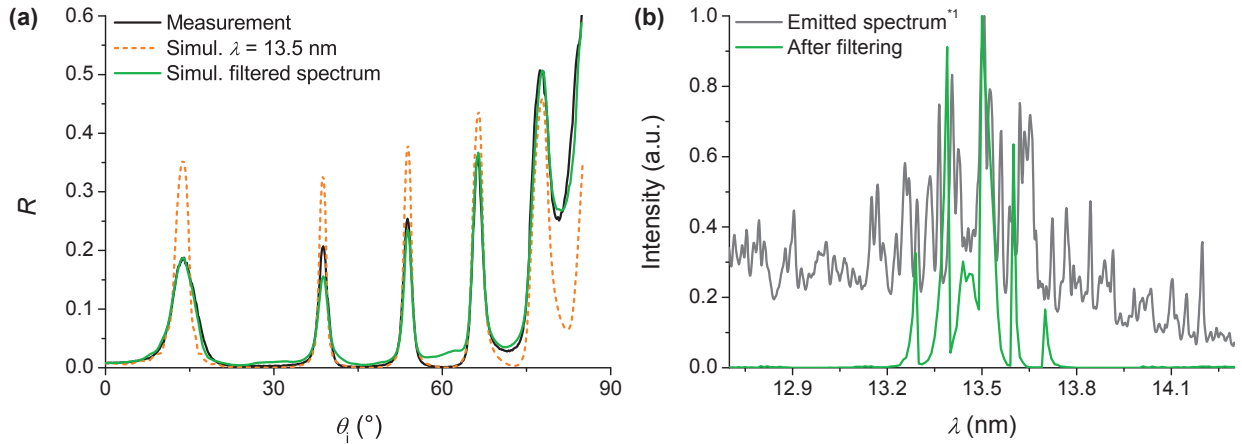 (a)
Measurement
Simul. λ = 13.5 nm
Simul. filtered spectrum
R
0.6
0.5
0.4
0.3
0.2
0.1
0.0
0 30 60 90
θi (°)
(b)
Emitted spectrum*1
After filtering
Intensity (a.u.)
1.0
0.8
0.6
0.4
0.2
0.0
12.9 13.2 13.5 13.8 14.1
λ (nm)